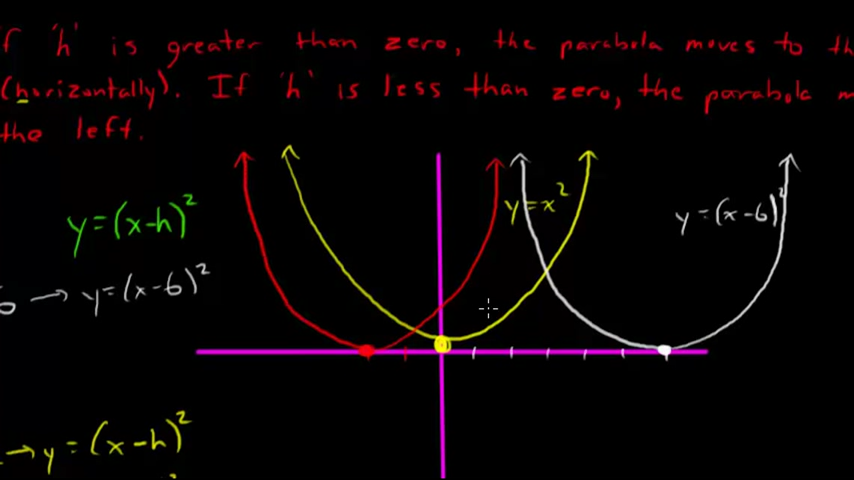 If 'h' is greater than zero, the parabola moves to the
(horizontally). If 'h' is less than zero, the parabola
the left.
y=x²
y=(x-h)²
y=(x-6)²
→ y=(x-6)²
→ y=(x-h)²